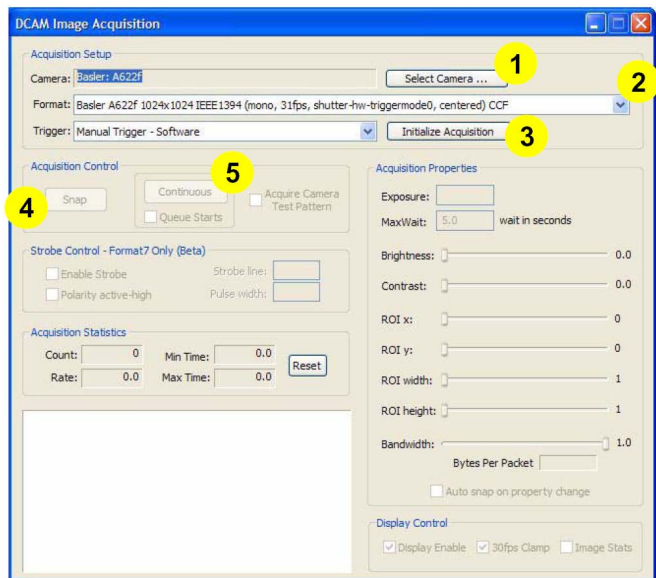 DCAM Image Acquisition
Acquisition Setup
1
Camera: Basler: A622f Select Camera ...
2
Format: Basler A622f 1024x1024 IEEE1394 (mono, 31fps, shutter-hw-triggermode0, centered) CCF
Trigger: Manual Trigger - Software Initialize Acquisition 3
Acquisition Control
5
4 Snap Continuous Acquire Camera Test Pattern
Queue Starts
Strobe Control - Format7 Only (Beta)
Enable Strobe Strobe line:
Polarity active-high Pulse width:
Acquisition Statistics
Count: 0 Min Time: 0.0 Reset
Rate: 0.0 Max Time: 0.0
Acquisition Properties
Exposure:
MaxWait: 5.0 wait in seconds
Brightness: 0.0
Contrast: 0.0
ROI x: 0
ROI y: 0
ROI width: 1
ROI height: 1
Bandwidth: 1.0
Bytes Per Packet
Auto snap on property change
Display Control
Display Enable 30fps Clamp Image Stats